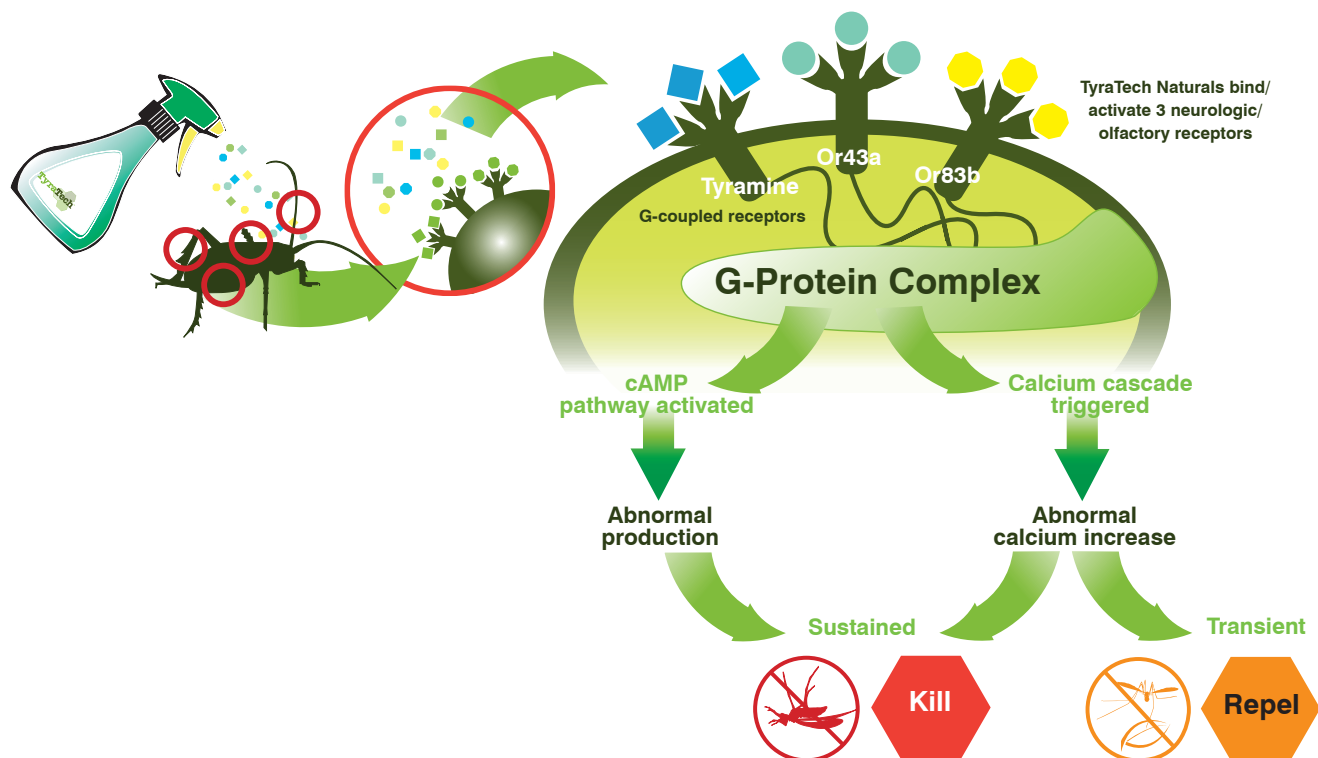 TyraTech
TyraTech Naturals bind/
activate 3 neurologic/
olfactory receptors
Or43a
Or83b
Tyramine
G-coupled receptors
G-Protein Complex
cAMP
pathway activated
Calcium cascade
triggered
Abnormal
production
Abnormal
calcium increase
Sustained
Transient
Kill
Repel